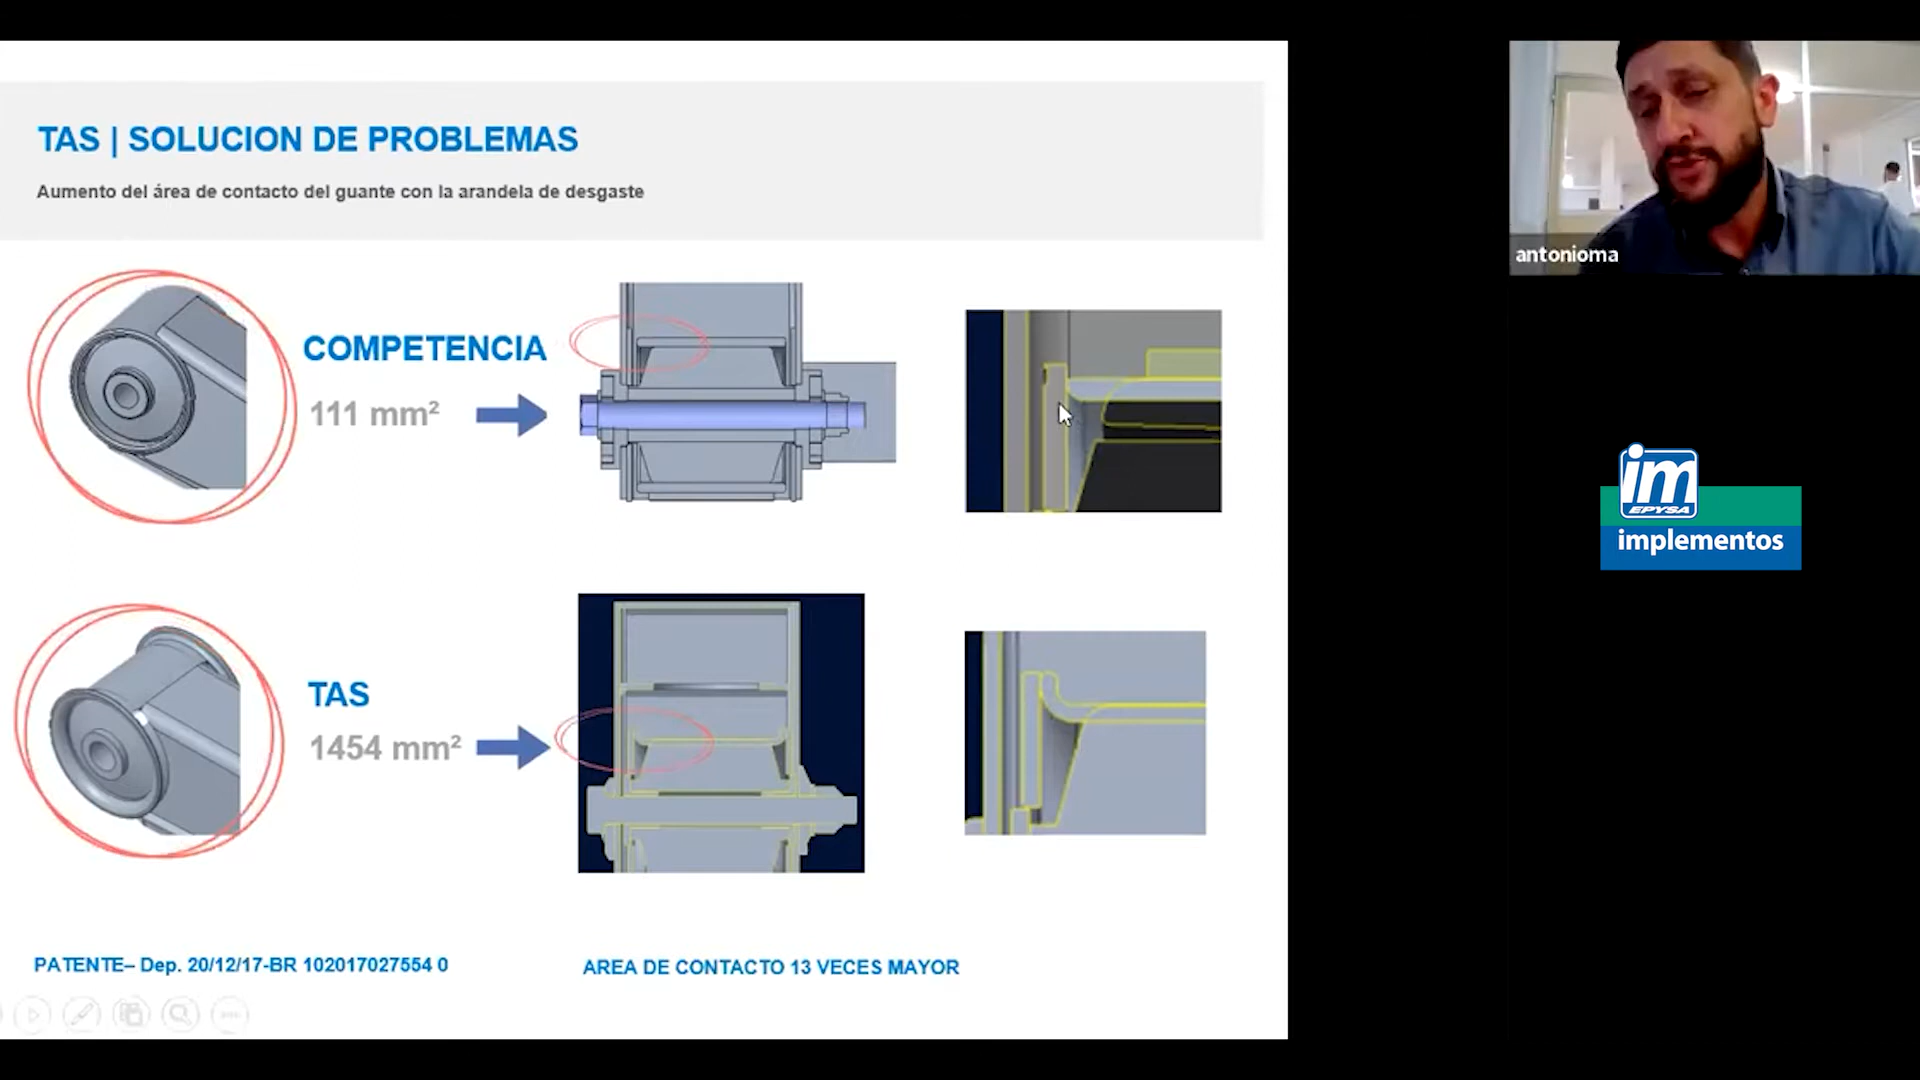 TAS | SOLUCION DE PROBLEMAS
Aumento del área de contacto del guante con la arandela de desgaste
COMPETENCIA
111 mm²
TAS
1454 mm²
PATENTE– Dep. 20/12/17-BR 102017027554 0
AREA DE CONTACTO 13 VECES MAYOR
antonioma
im
EPYSA
implementos